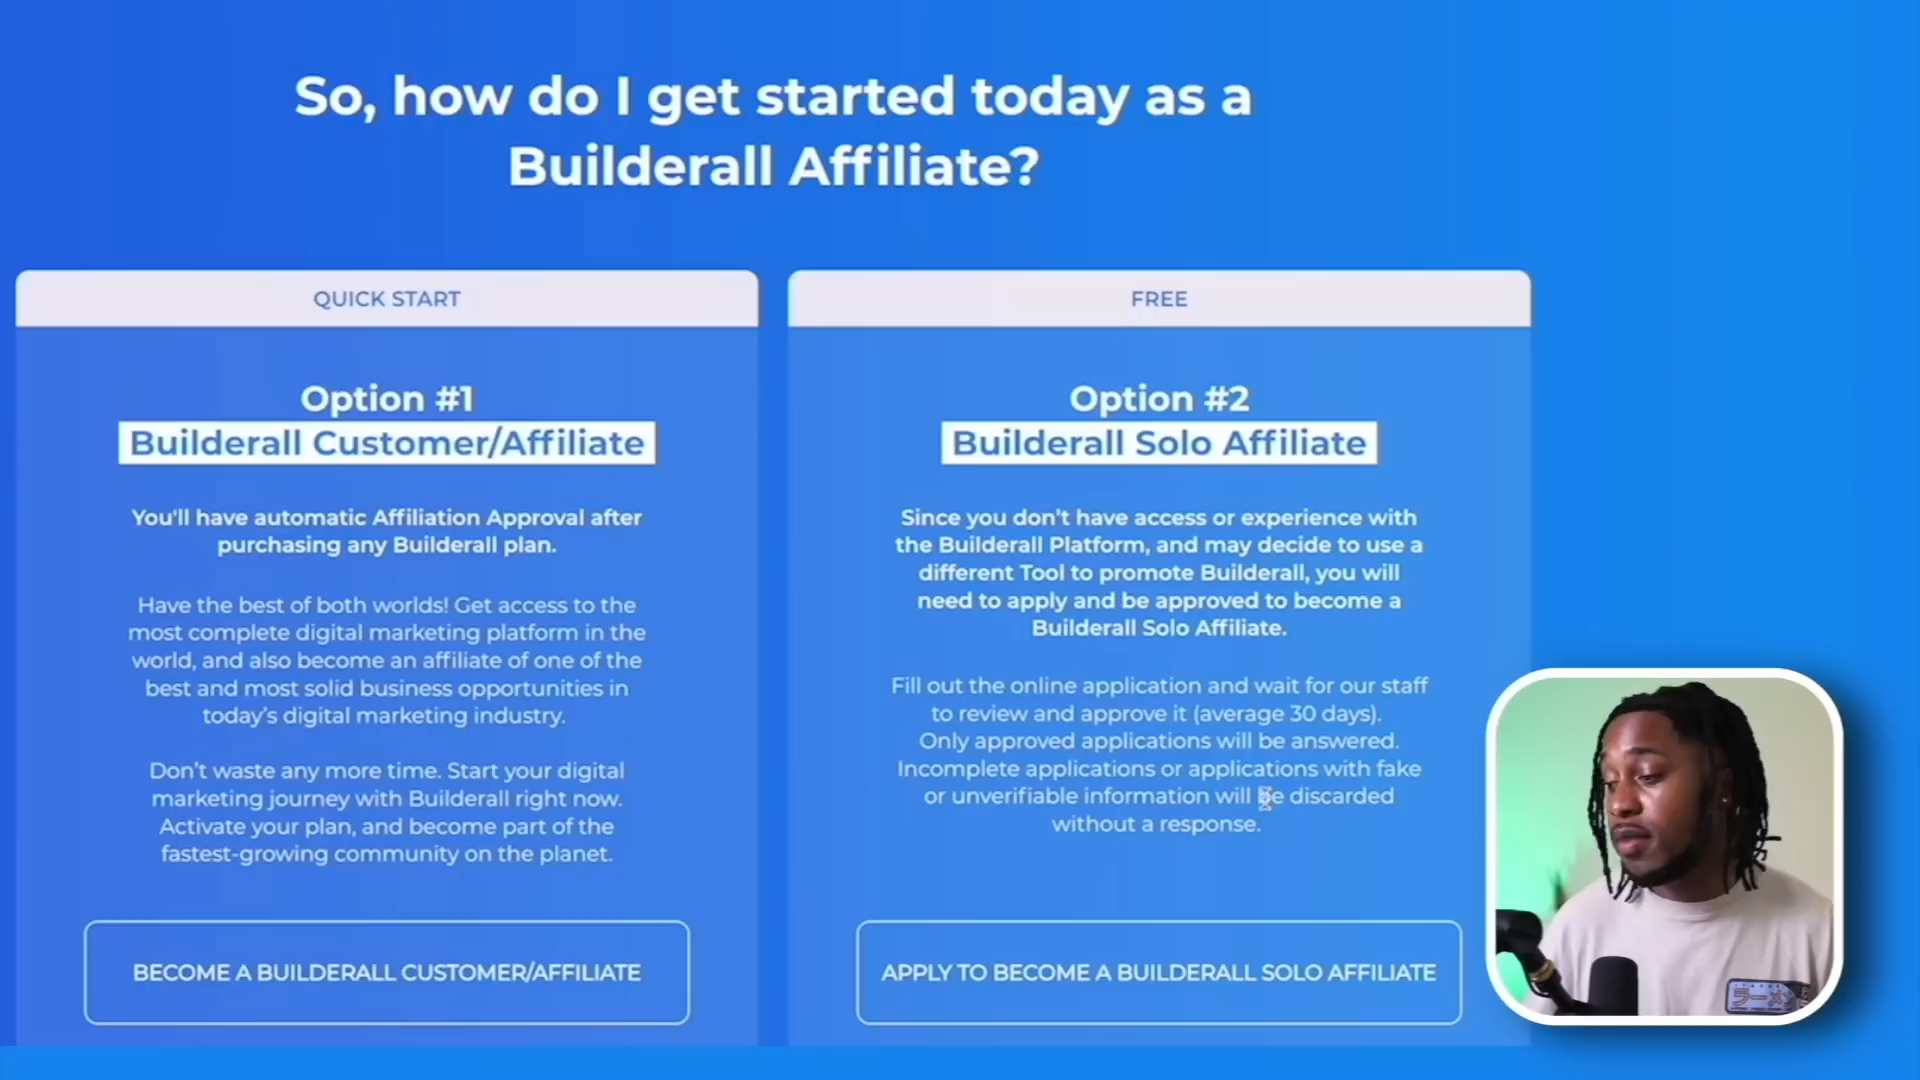 So, how do I get started today as a
Builderall Affiliate?
QUICK START
Option #1
Builderall Customer/Affiliate
You'll have automatic Affiliation Approval after
purchasing any Builderall plan.
Have the best of both worlds! Get access to the
most complete digital marketing platform in the
world, and also become an affiliate of one of the
best and most solid business opportunities in
today's digital marketing industry.
Don't waste any more time. Start your digital
marketing journey with Builderall right now.
Activate your plan, and become part of the
fastest-growing community on the planet.
BECOME A BUILDERALL CUSTOMER/AFFILIATE
FREE
Option #2
Builderall Solo Affiliate
Since you don't have access or experience with
the Builderall Platform, and may decide to use a
different Tool to promote Builderall, you will
need to apply and be approved to become a
Builderall Solo Affiliate.
Fill out the online application and wait for our staff
to review and approve it (average 30 days).
Only approved applications will be answered.
Incomplete applications or applications with fake
or unverifiable information will be discarded
without a response.
APPLY TO BECOME A BUILDERALL SOLO AFFILIATE
ラーメン